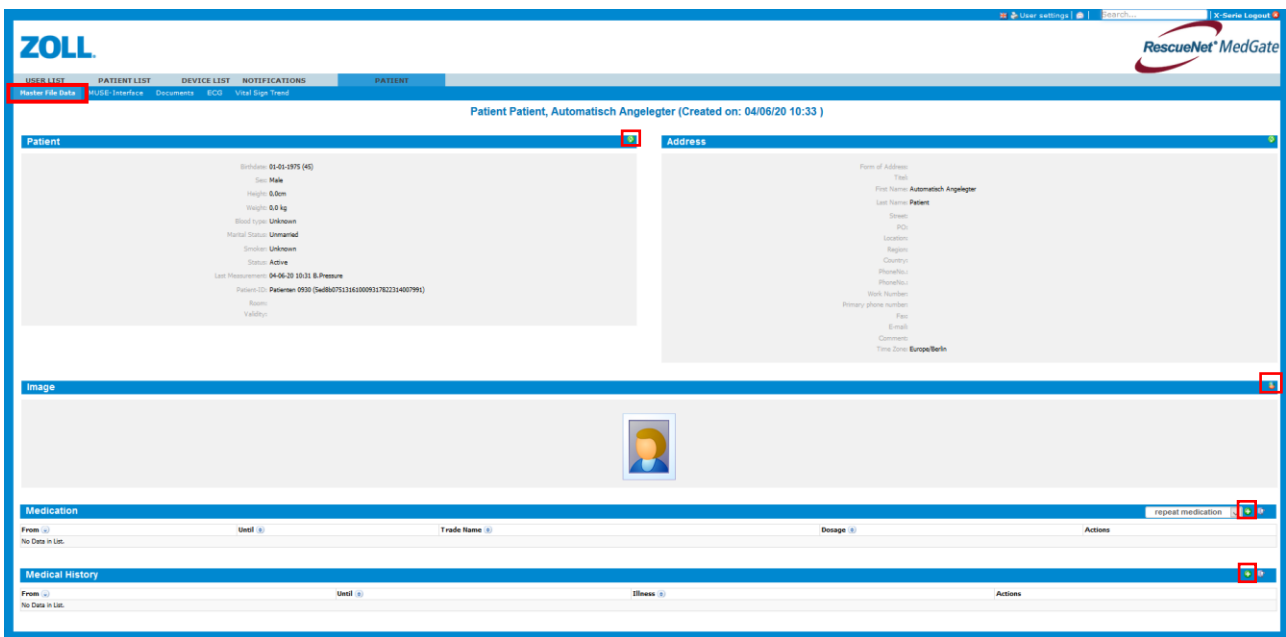 User settings | Search... | X-Serie Logout
ZOLL.
RescueNet® MedGate
USER LIST PATIENT LIST DEVICE LIST NOTIFICATIONS PATIENT
Master File Data MUSE-Interface Documents ECG Vital Sign Trend
Patient Patient, Automatisch Angelegter (Created on: 04/06/20 10:33 )
Patient
Birthdate: 01-01-1975 (45)
Sex: Male
Height: 0,0cm
Weight: 0,0 kg
Blood type: Unknown
Marital Status: Unmarried
Smoker: Unknown
Status: Active
Last Measurement: 04-06-20 10:31 B.Pressure
Patient-ID: Patienten 0930
Room:
Validity:
Address
Form of Address:
Titel:
First Name: Automatisch Angelegter
Last Name: Patient
Street:
PO:
Location:
Region:
Country:
PhoneNo.:
PhoneNo.:
Work Number:
Primary phone number:
Fax:
E-mail:
Comment:
Time Zone: Europe/Berlin
Image
Medication repeat medication
From Until Trade Name Dosage Actions
No Data in List.
Medical History
From Until Illness Actions
No Data in List.